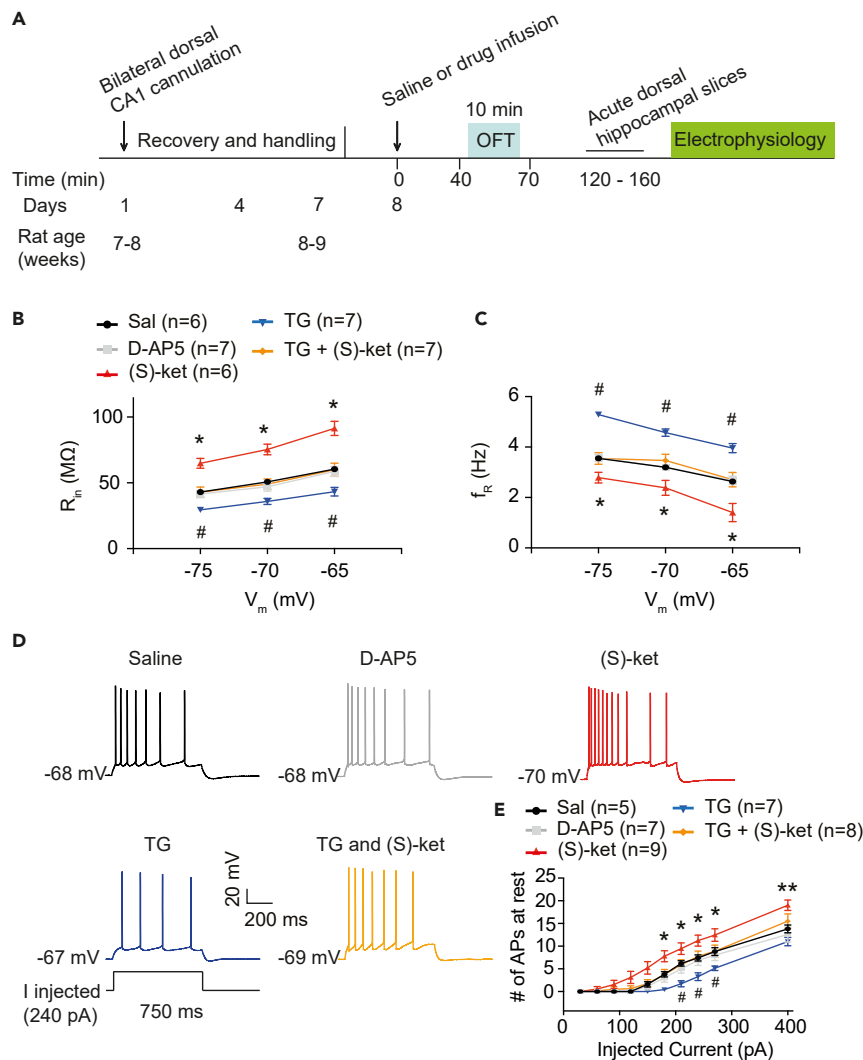 A
Bilateral dorsal
CA1 cannulation
Recovery and handling
Saline or drug infusion
10 min
OFT
Acute dorsal
hippocampal slices
Electrophysiology
Time (min) 0 40 70 120 - 160
Days 1 4 7 8
Rat age
(weeks) 7-8 8-9
B
Sal (n=6) TG (n=7)
D-AP5 (n=7) TG + (S)-ket (n=7)
(S)-ket (n=6)
100
50
0
R_in (MΩ)
* * *
# # #
-75 -70 -65
V_m (mV)
C
6
4
2
0
f_R (Hz)
# # #
* * *
-75 -70 -65
V_m (mV)
D
Saline D-AP5 (S)-ket
-68 mV -68 mV -70 mV
TG TG and (S)-ket
20 mV
200 ms
-67 mV -69 mV
I injected
(240 pA)
750 ms
E
Sal (n=5) TG (n=7)
D-AP5 (n=7) TG + (S)-ket (n=8)
(S)-ket (n=9)
25
20
15
10
5
0
# of APs at rest
* * * * **
# # #
0 100 200 300 400
Injected Current (pA)